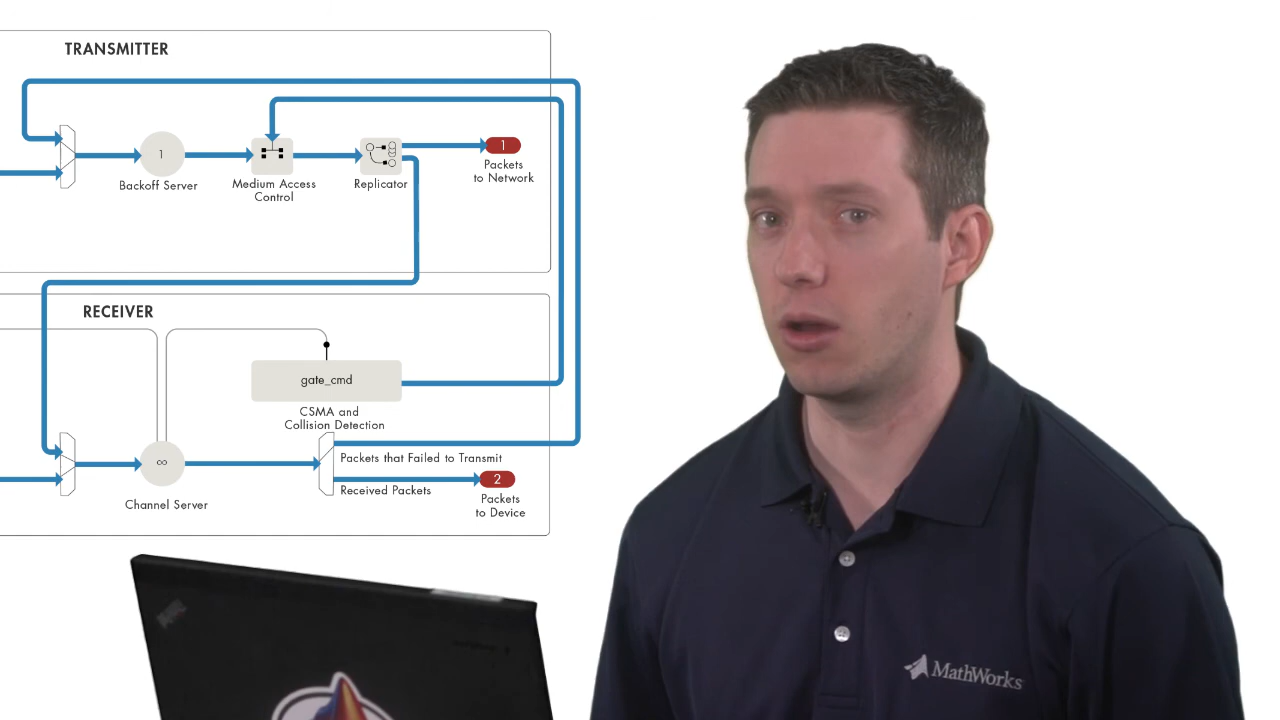 TRANSMITTER
1
Backoff Server
Medium Access
Control
Replicator
1
Packets
to Network
RECEIVER
gate_cmd
CSMA and
Collision Detection
∞
Channel Server
Packets that Failed to Transmit
Received Packets
2
Packets
to Device
MathWorks